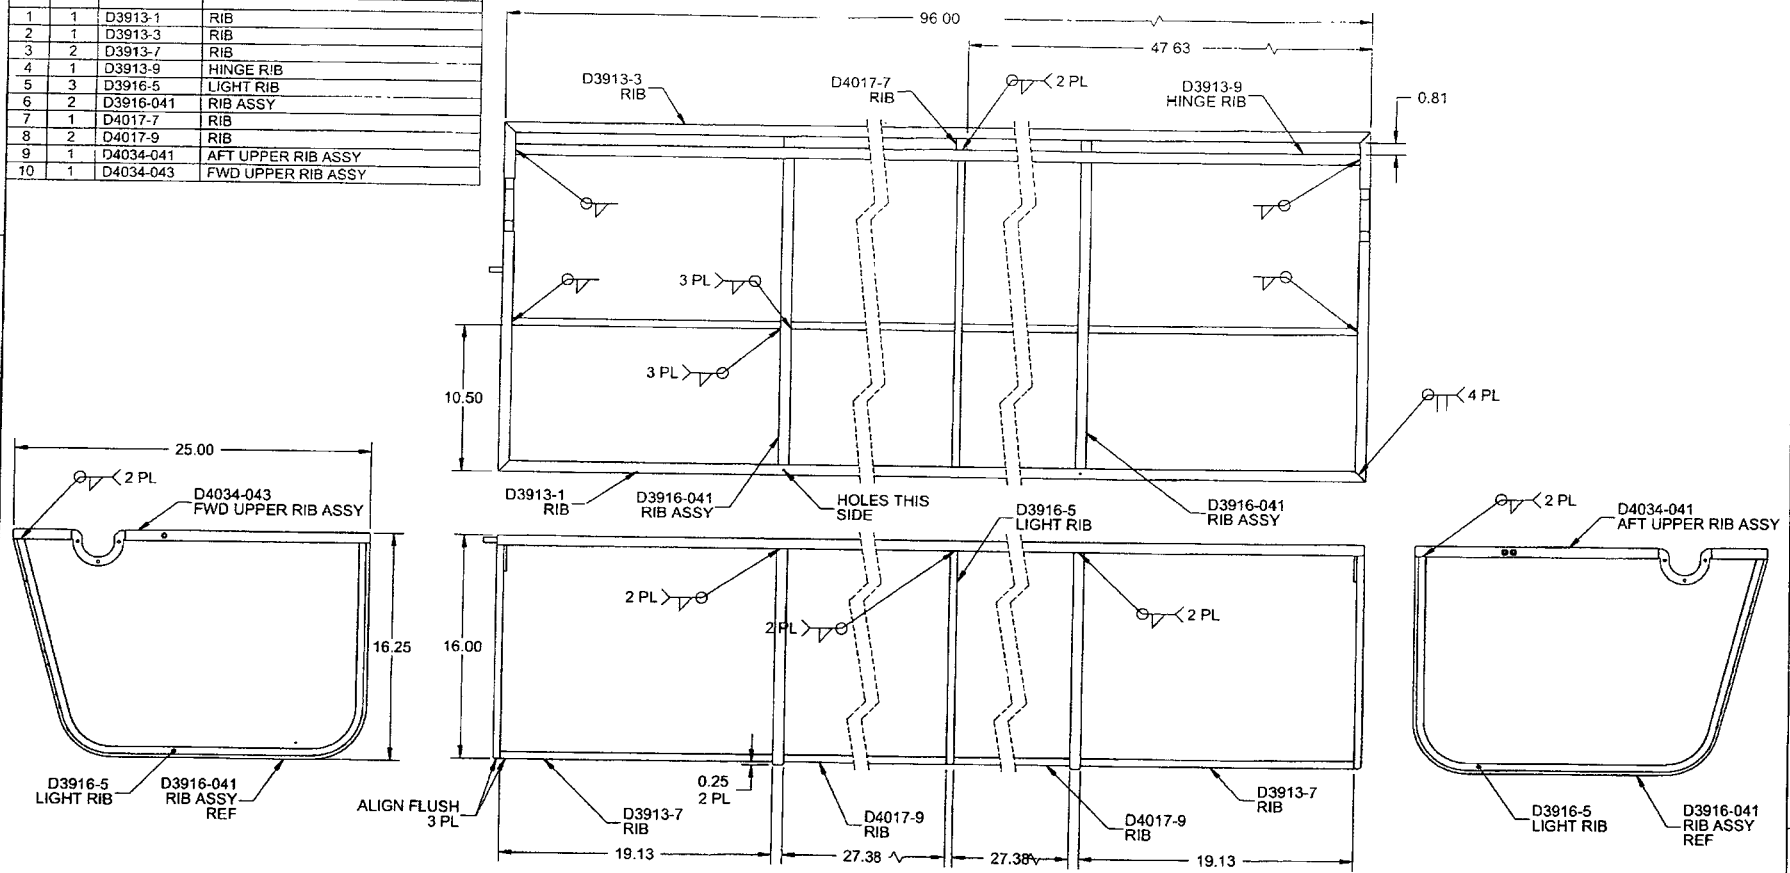 1 1 D3913-1 RIB
2 1 D3913-3 RIB
3 2 D3913-7 RIB
4 1 D3913-9 HINGE RIB
5 3 D3916-5 LIGHT RIB
6 2 D3916-041 RIB ASSY
7 1 D4017-7 RIB
8 2 D4017-9 RIB
9 1 D4034-041 AFT UPPER RIB ASSY
10 1 D4034-043 FWD UPPER RIB ASSY
96 00
47 63
D3913-3
RIB
D4017-7
RIB
2 PL
D3913-9
HINGE RIB
0.81
3 PL
3 PL
10.50
4 PL
D3913-1
RIB
D3916-041
RIB ASSY
HOLES THIS
SIDE
D3916-041
RIB ASSY
25.00
2 PL
D4034-043
FWD UPPER RIB ASSY
16.25
D3916-5
LIGHT RIB
D3916-041
RIB ASSY
REF
16.00
D3916-5
LIGHT RIB
2 PL
2 PL
2 PL
ALIGN FLUSH
3 PL
D3913-7
RIB
0.25
2 PL
D4017-9
RIB
D4017-9
RIB
D3913-7
RIB
19.13
27.38
27.38
19.13
2 PL
D4034-041
AFT UPPER RIB ASSY
D3916-5
LIGHT RIB
D3916-041
RIB ASSY
REF